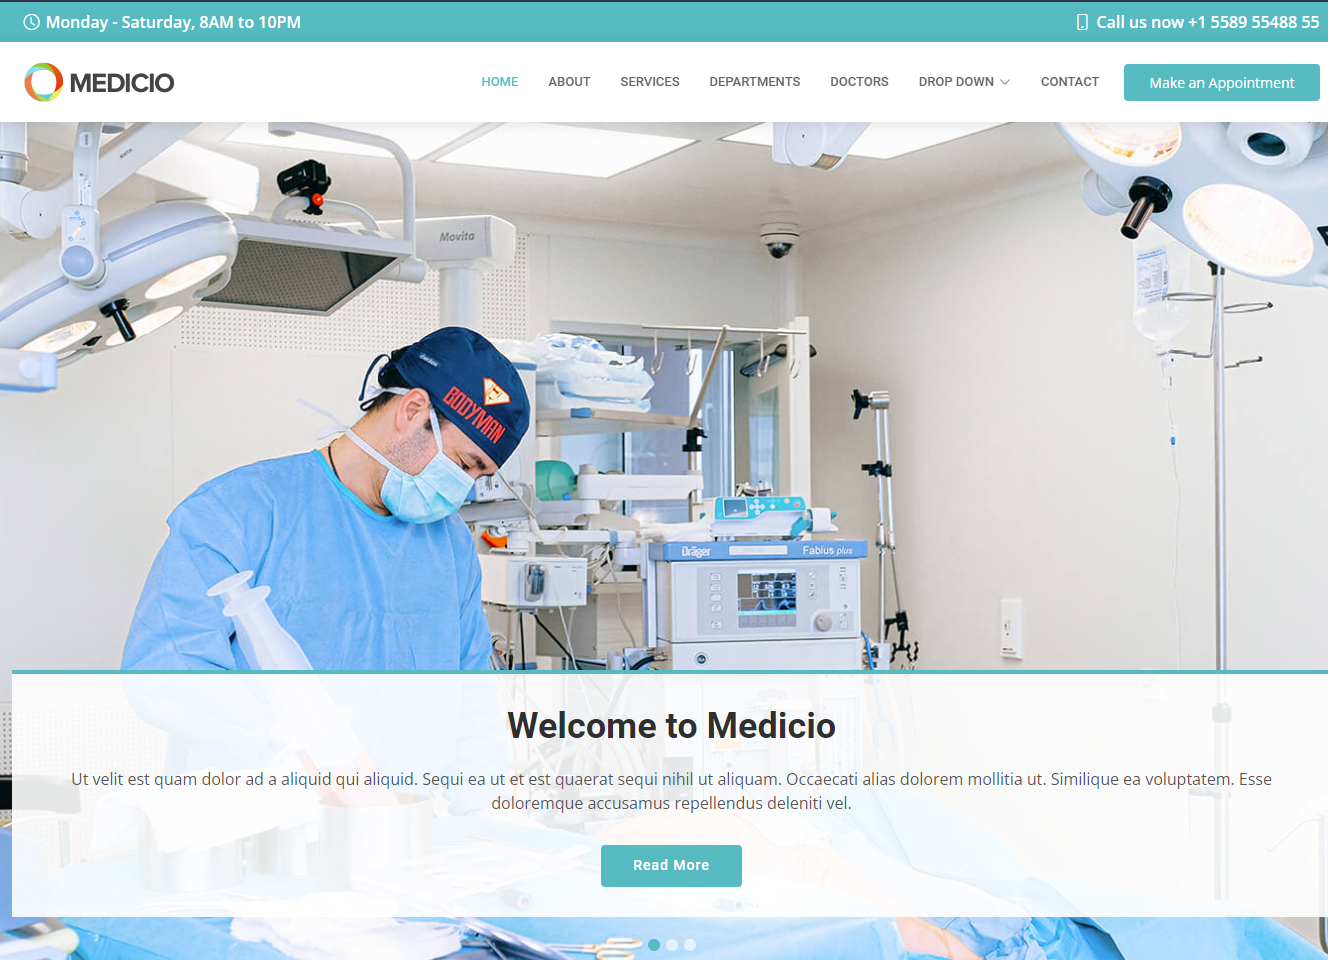 Monday - Saturday, 8AM to 10PM
Call us now +1 5589 55488 55
MEDICIO
HOME ABOUT SERVICES DEPARTMENTS DOCTORS DROP DOWN CONTACT
Make an Appointment
Movita
BODYMAN
Dräger Fabius plus
Welcome to Medicio
Ut velit est quam dolor ad a aliquid qui aliquid. Sequi ea ut et est quaerat sequi nihil ut aliquam. Occaecati alias dolorem mollitia ut. Similique ea voluptatem. Esse
doloremque accusamus repellendus deleniti vel.
Read More